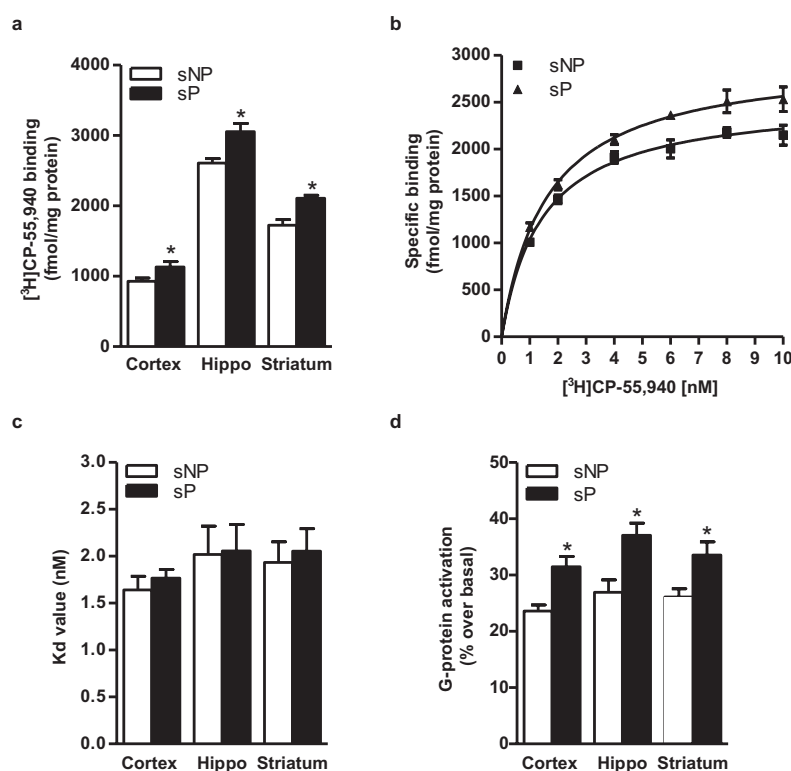 a
[³H]CP-55,940 binding
(fmol/mg protein)
4000
3000
2000
1000
0
sNP
sP
*
*
*
Cortex Hippo Striatum
b
Specific binding
(fmol/mg protein)
3000
2500
2000
1500
1000
500
0
sNP
sP
0 1 2 3 4 5 6 7 8 9 10
[³H]CP-55,940 [nM]
c
Kd value (nM)
3.0
2.5
2.0
1.5
1.0
0.5
0.0
sNP
sP
Cortex Hippo Striatum
d
G-protein activation
(% over basal)
50
40
30
20
10
0
sNP
sP
*
*
*
Cortex Hippo Striatum